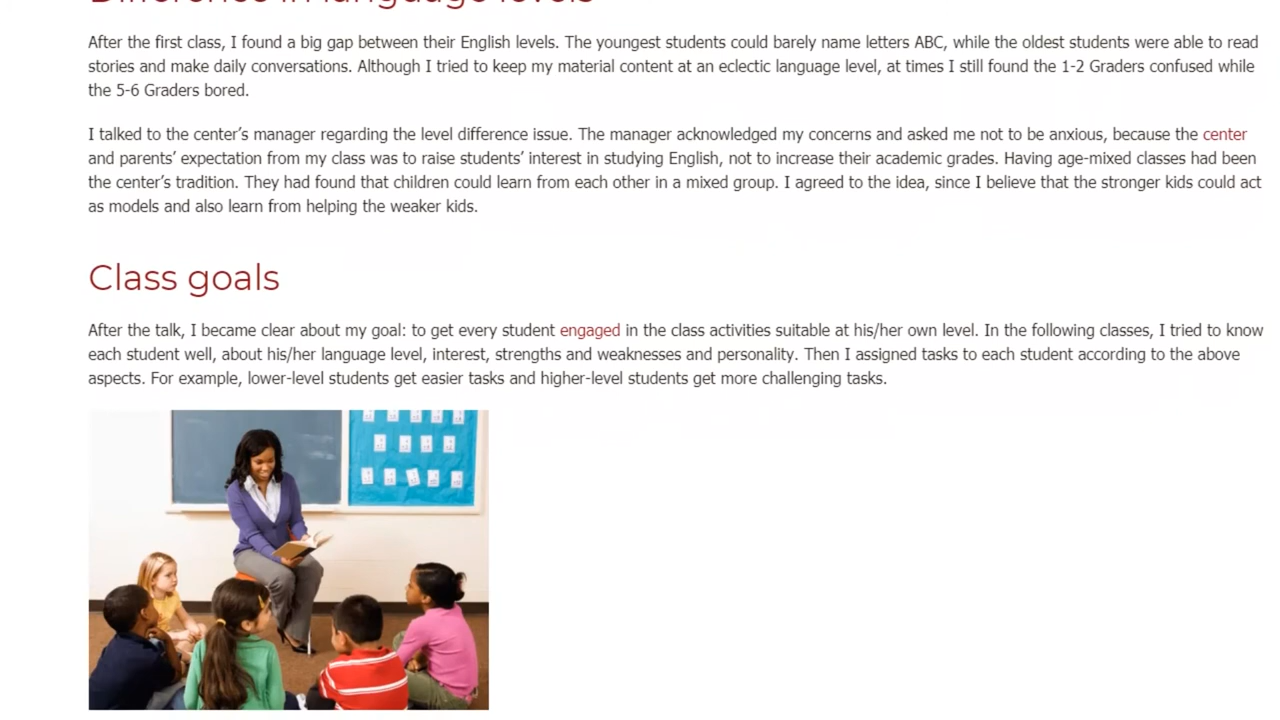 Difference in language levels
After the first class, I found a big gap between their English levels. The youngest students could barely name letters ABC, while the oldest students were able to read
stories and make daily conversations. Although I tried to keep my material content at an eclectic language level, at times I still found the 1-2 Graders confused while
the 5-6 Graders bored.
I talked to the center’s manager regarding the level difference issue. The manager acknowledged my concerns and asked me not to be anxious, because the center
and parents’ expectation from my class was to raise students’ interest in studying English, not to increase their academic grades. Having age-mixed classes had been
the center’s tradition. They had found that children could learn from each other in a mixed group. I agreed to the idea, since I believe that the stronger kids could act
as models and also learn from helping the weaker kids.
Class goals
After the talk, I became clear about my goal: to get every student engaged in the class activities suitable at his/her own level. In the following classes, I tried to know
each student well, about his/her language level, interest, strengths and weaknesses and personality. Then I assigned tasks to each student according to the above
aspects. For example, lower-level students get easier tasks and higher-level students get more challenging tasks.